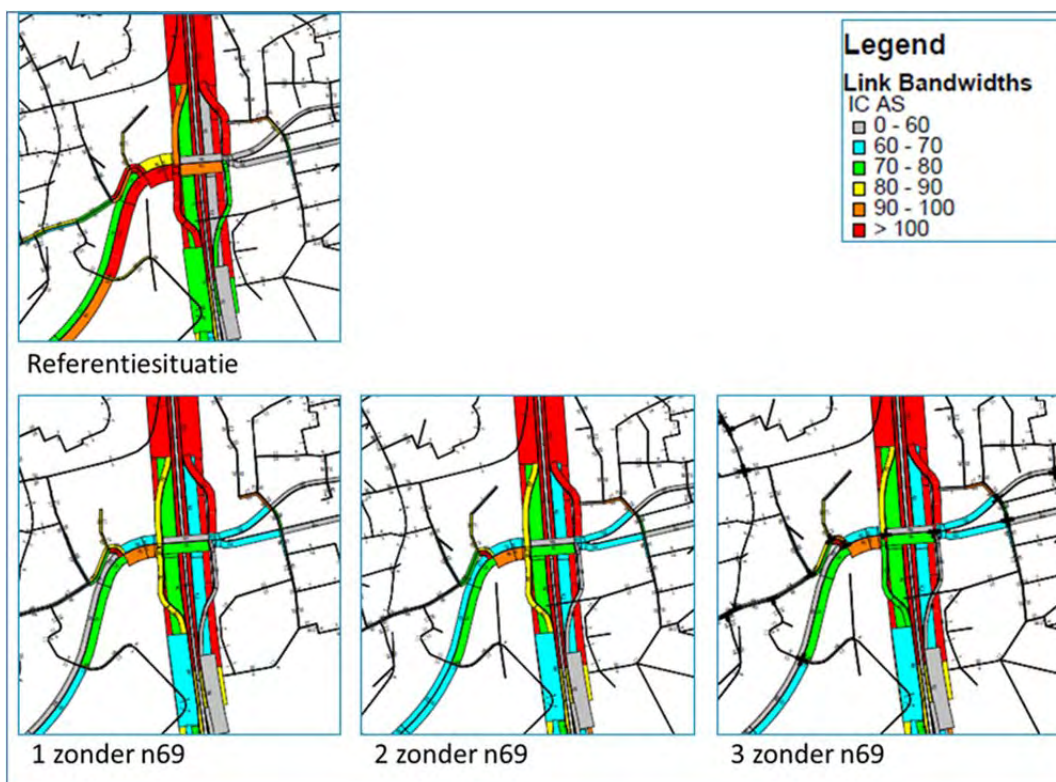 Legend
Link Bandwidths
IC AS
0 - 60
60 - 70
70 - 80
80 - 90
90 - 100
> 100
Referentiesituatie
1 zonder n69
2 zonder n69
3 zonder n69